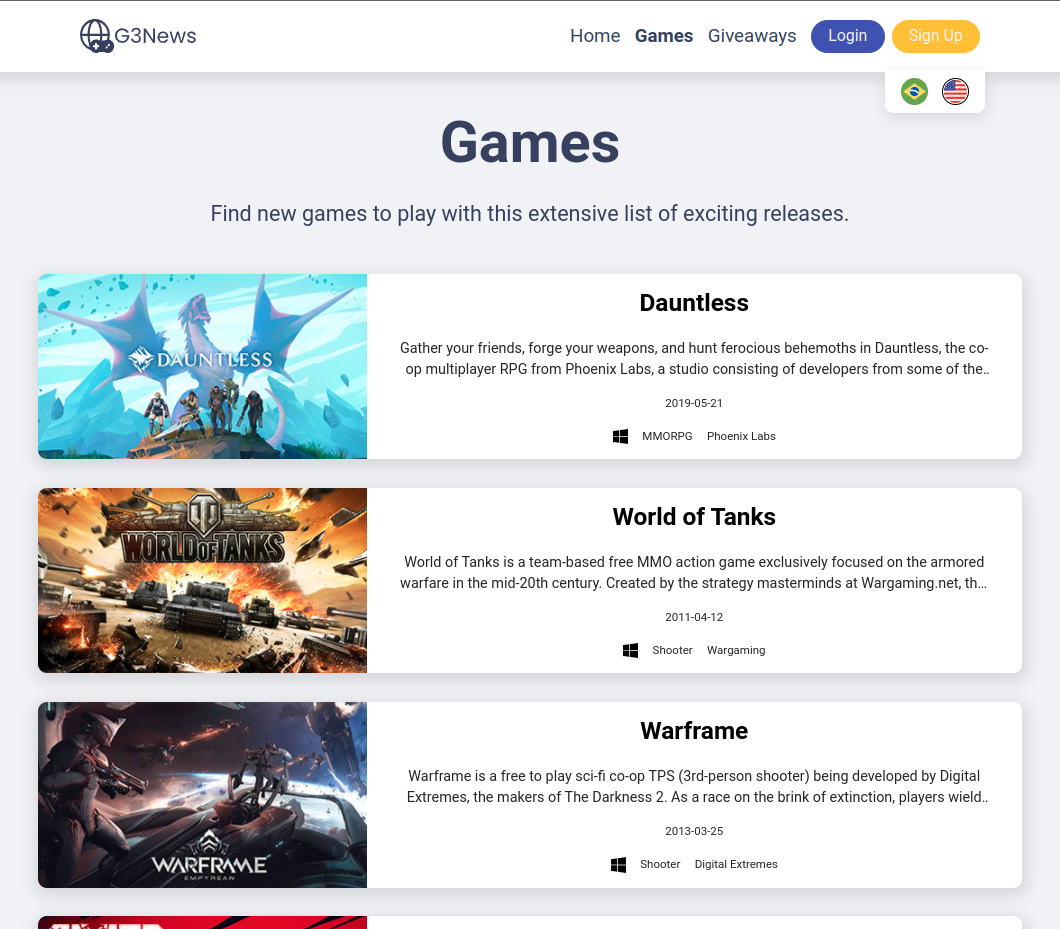 G3News
Home Games Giveaways Login Sign Up
Games
Find new games to play with this extensive list of exciting releases.
DAUNTLESS
Dauntless
Gather your friends, forge your weapons, and hunt ferocious behemoths in Dauntless, the co-
op multiplayer RPG from Phoenix Labs, a studio consisting of developers from some of the..
2019-05-21
MMORPG Phoenix Labs
WORLD OF TANKS
World of Tanks
World of Tanks is a team-based free MMO action game exclusively focused on the armored
warfare in the mid-20th century. Created by the strategy masterminds at Wargaming.net, th...
2011-04-12
Shooter Wargaming
WARFRAME
EMPYREAN
Warframe
Warframe is a free to play sci-fi co-op TPS (3rd-person shooter) being developed by Digital
Extremes, the makers of The Darkness 2. As a race on the brink of extinction, players wield..
2013-03-25
Shooter Digital Extremes